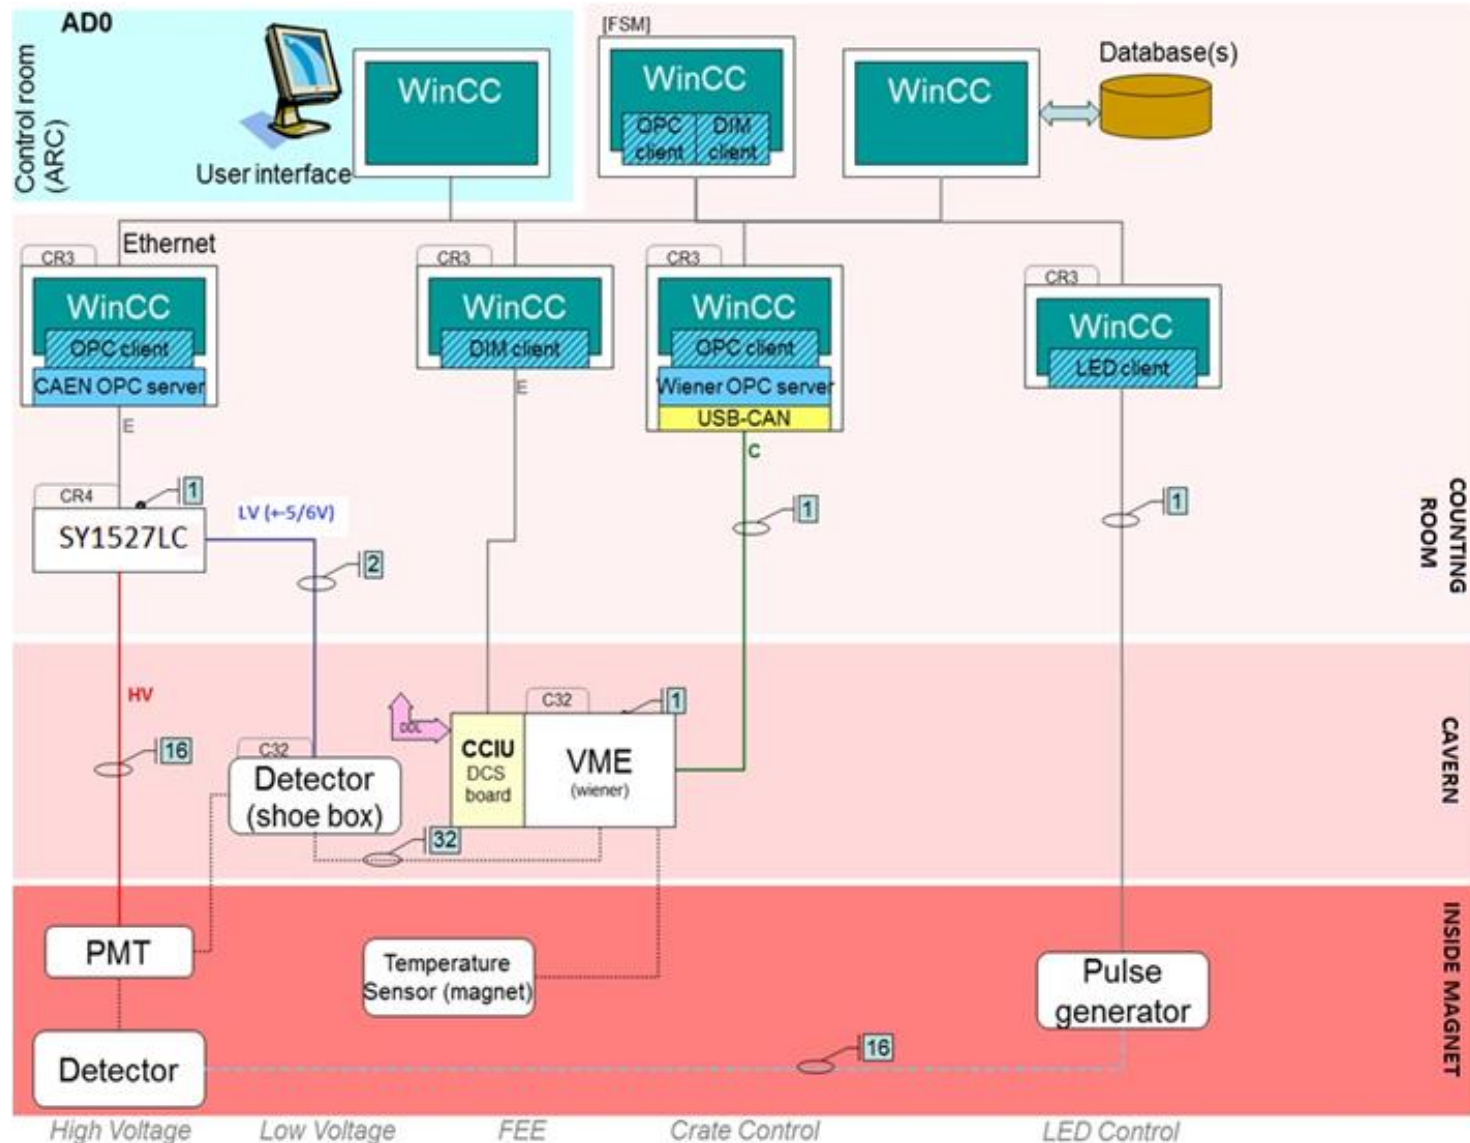 AD0
Control room
(ARC)
User interface
WinCC
[FSM]
WinCC
OPC
client
DIM
client
WinCC
Database(s)
Ethernet
CR3
WinCC
OPC client
CAEN OPC server
E
CR3
WinCC
DIM client
E
CR3
WinCC
OPC client
Wiener OPC server
USB-CAN
C
CR3
WinCC
LED client
CR4
1
SY1527LC
LV (+-5/6V)
2
1
1
COUNTING
ROOM
HV
16
C32
Detector
(shoe box)
DDL
CCIU
DCS
board
C32
1
VME
(wiener)
32
CAVERN
PMT
Temperature
Sensor (magnet)
Pulse
generator
Detector
16
INSIDE MAGNET
High Voltage
Low Voltage
FEE
Crate Control
LED Control